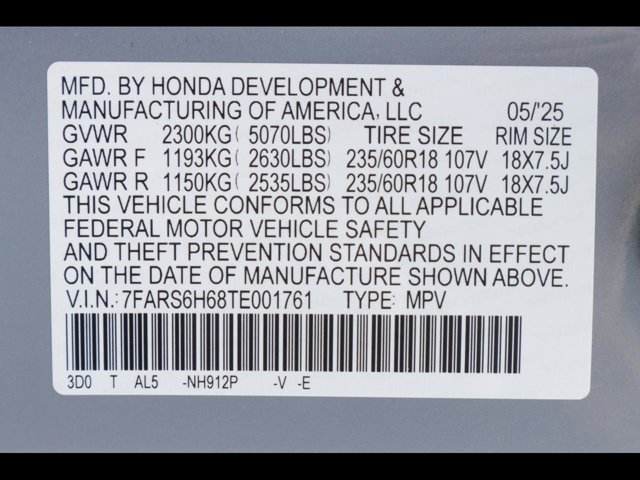 MFD. BY HONDA DEVELOPMENT &
MANUFACTURING OF AMERICA, LLC 05/'25
GVWR 2300KG( 5070LBS) TIRE SIZE RIM SIZE
GAWR F 1193KG( 2630LBS) 235/60R18 107V 18X7.5J
GAWR R 1150KG( 2535LBS) 235/60R18 107V 18X7.5J
THIS VEHICLE CONFORMS TO ALL APPLICABLE
FEDERAL MOTOR VEHICLE SAFETY
AND THEFT PREVENTION STANDARDS IN EFFECT
ON THE DATE OF MANUFACTURE SHOWN ABOVE.
V.I.N.: 7FARS6H68TE001761 TYPE: MPV
3D0 T AL5 -NH912P -V -E